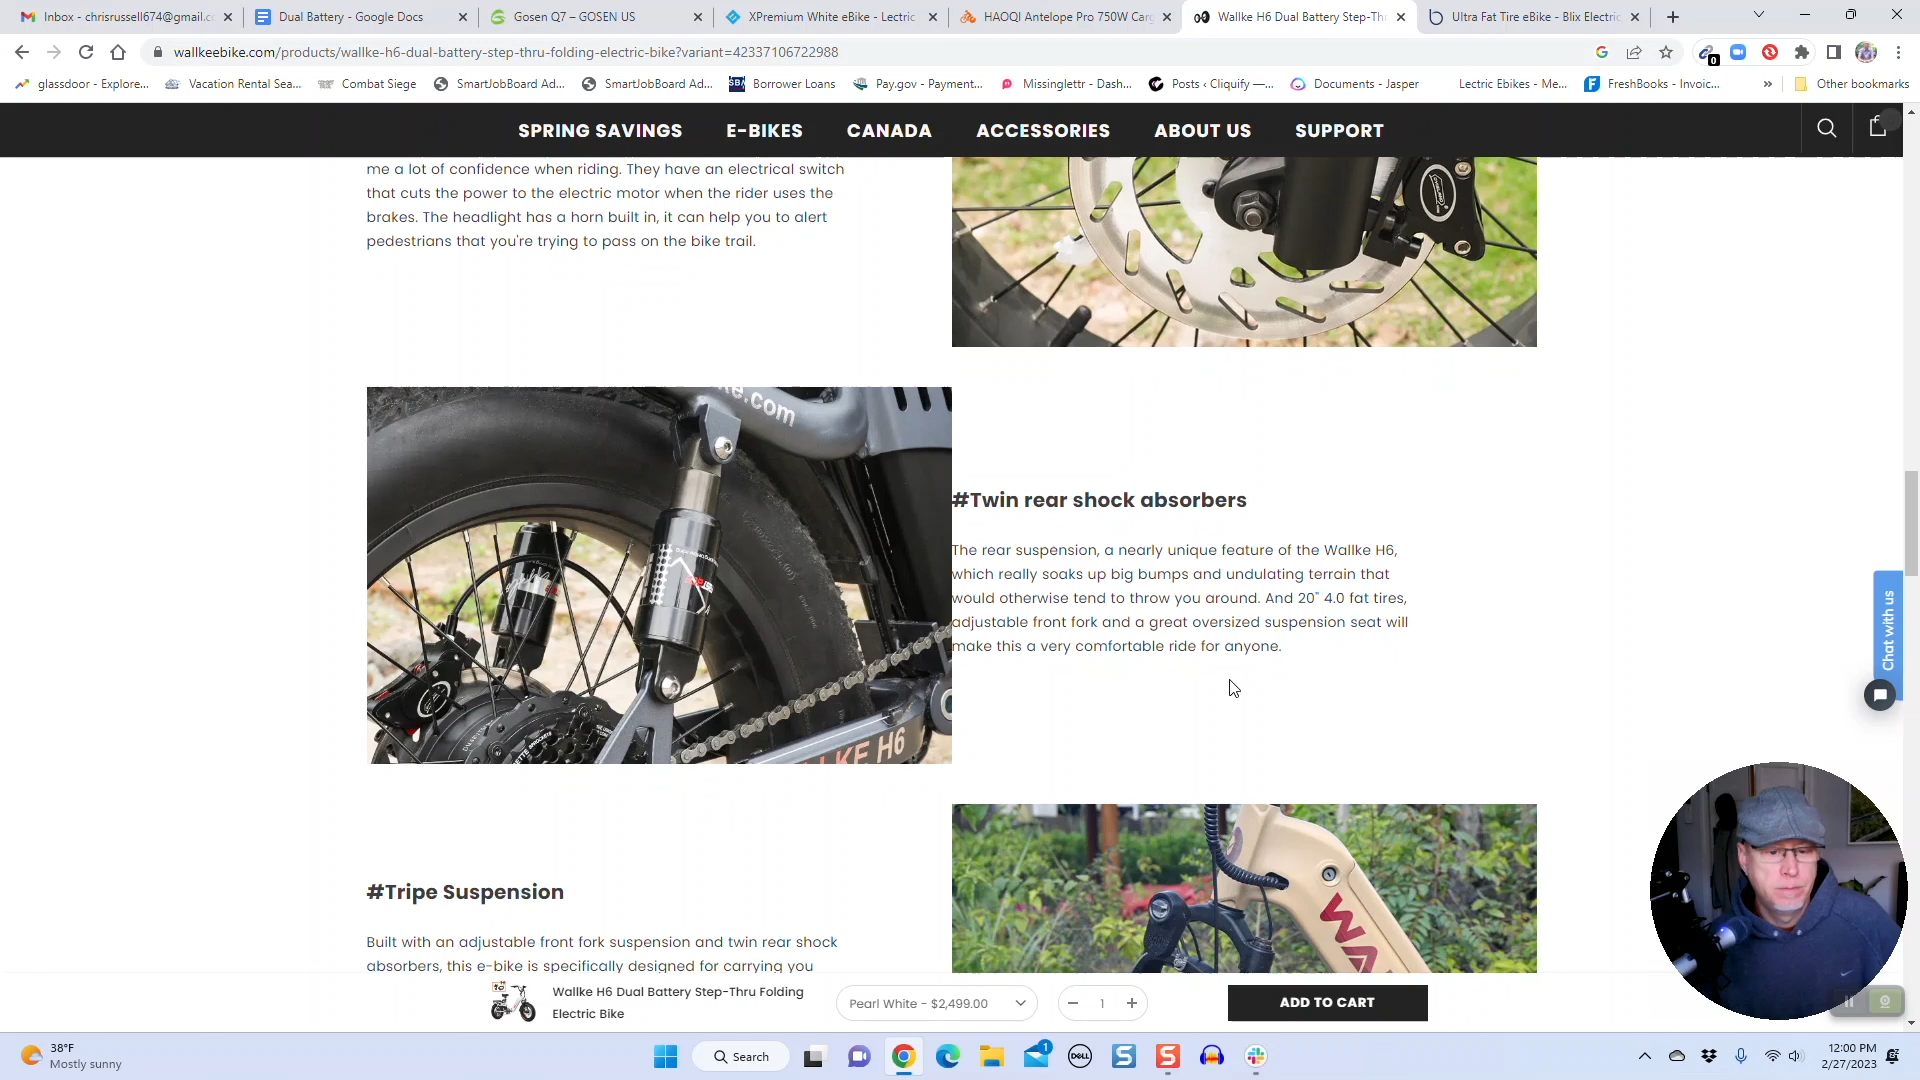 Inbox - chrisrussell674@gmail.c
Dual Battery - Google Docs
Gosen Q7 – GOSEN US
XPremium White eBike - Lectric
HAOQI Antelope Pro 750W Carg
Wallke H6 Dual Battery Step-Thr
Ultra Fat Tire eBike - Blix Electric
wallkeebike.com/products/wallke-h6-dual-battery-step-thru-folding-electric-bike?variant=42337106722988
glassdoor - Explore...
Vacation Rental Sea...
Combat Siege
SmartJobBoard Ad...
SmartJobBoard Ad...
SBA
Borrower Loans
Pay.gov - Payment...
Missinglettr - Dash...
Posts ‹ Cliquify —...
Documents - Jasper
Lectric Ebikes - Me...
FreshBooks - Invoic...
»
Other bookmarks
SPRING SAVINGS
E-BIKES
CANADA
ACCESSORIES
ABOUT US
SUPPORT
me a lot of confidence when riding. They have an electrical switch
that cuts the power to the electric motor when the rider uses the
brakes. The headlight has a horn built in, it can help you to alert
pedestrians that you're trying to pass on the bike trail.
ke.com
LKE H6
#Twin rear shock absorbers
The rear suspension, a nearly unique feature of the Wallke H6,
which really soaks up big bumps and undulating terrain that
would otherwise tend to throw you around. And 20" 4.0 fat tires,
adjustable front fork and a great oversized suspension seat will
make this a very comfortable ride for anyone.
Chat with us
#Tripe Suspension
Built with an adjustable front fork suspension and twin rear shock
absorbers, this e-bike is specifically designed for carrying you
WA
Wallke H6 Dual Battery Step-Thru Folding
Electric Bike
Pearl White - $2,499.00
− 1 +
ADD TO CART
38°F
Mostly sunny
Search
1
DELL
12:00 PM
2/27/2023